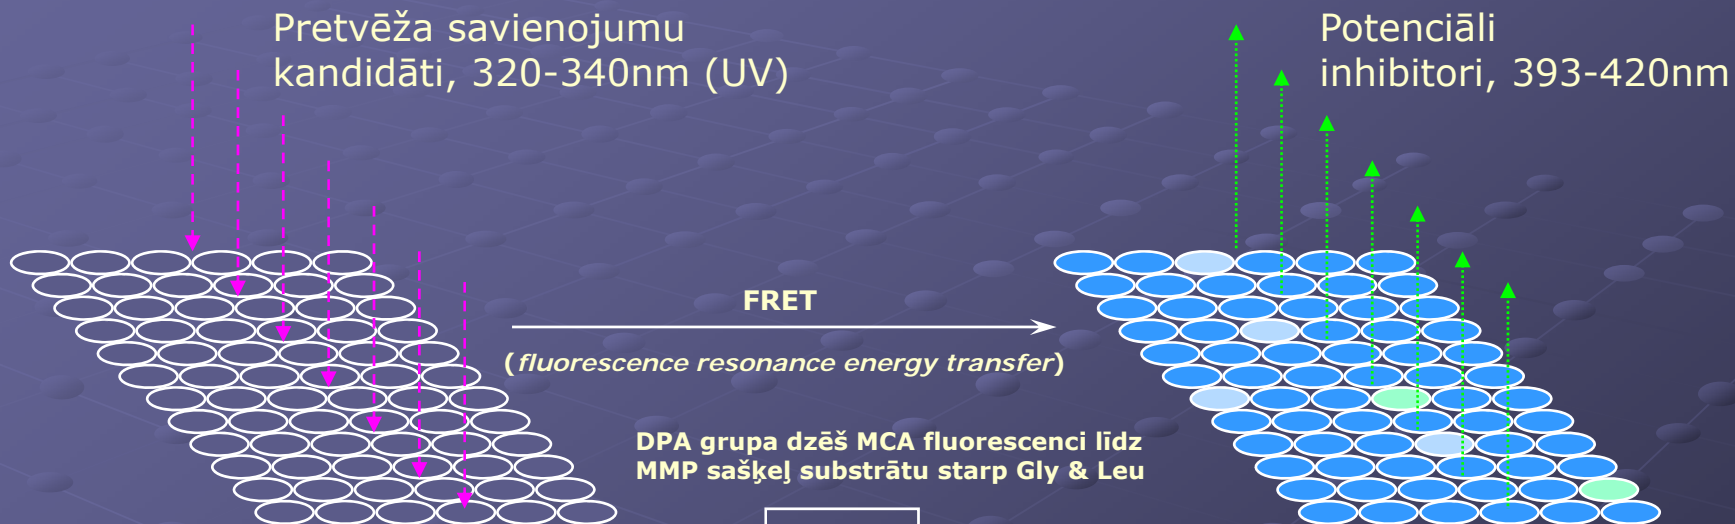 Pretvēža savienojumu
kandidāti, 320-340nm (UV)
Potenciāli
inhibitori, 393-420nm
FRET
(fluorescence resonance energy transfer)
DPA grupa dzēš MCA fluorescenci līdz
MMP sašķeļ substrātu starp Gly & Leu